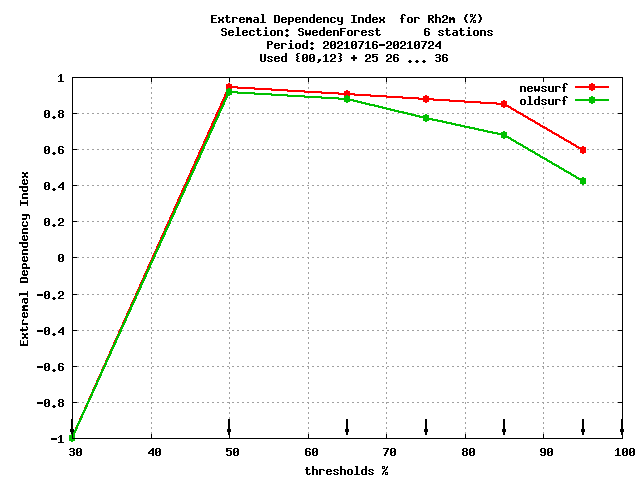 Extremal Dependency Index  for Rh2m (%)
Selection: SwedenForest      6 stations
Period: 20210716-20210724
Used {00,12} + 25 26 ... 36
newsurf
oldsurf
1
0.8
0.6
0.4
0.2
0
-0.2
-0.4
-0.6
-0.8
-1
Extremal Dependency Index
30 40 50 60 70 80 90 100
thresholds %